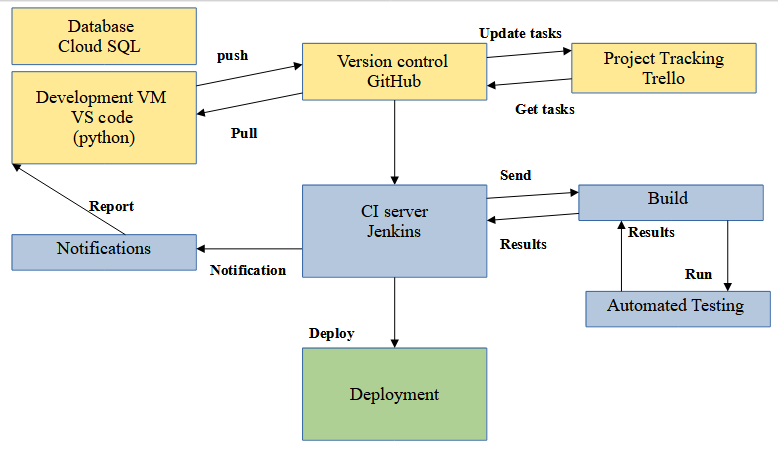 Database
Cloud SQL
push
Version control
GitHub
Update tasks
Project Tracking
Trello
Get tasks
Development VM
VS code
(python)
Pull
Report
CI server
Jenkins
Send
Build
Results
Results
Notifications
Notification
Run
Automated Testing
Deploy
Deployment